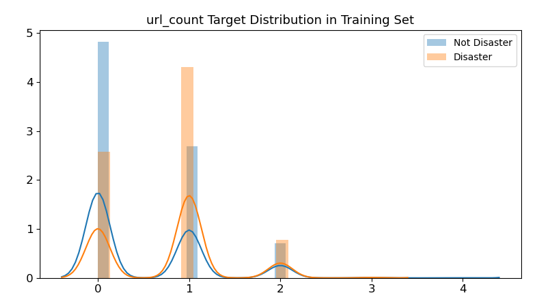 url_count Target Distribution in Training Set
5
4
3
2
1
0
Not Disaster
Disaster
0 1 2 3 4